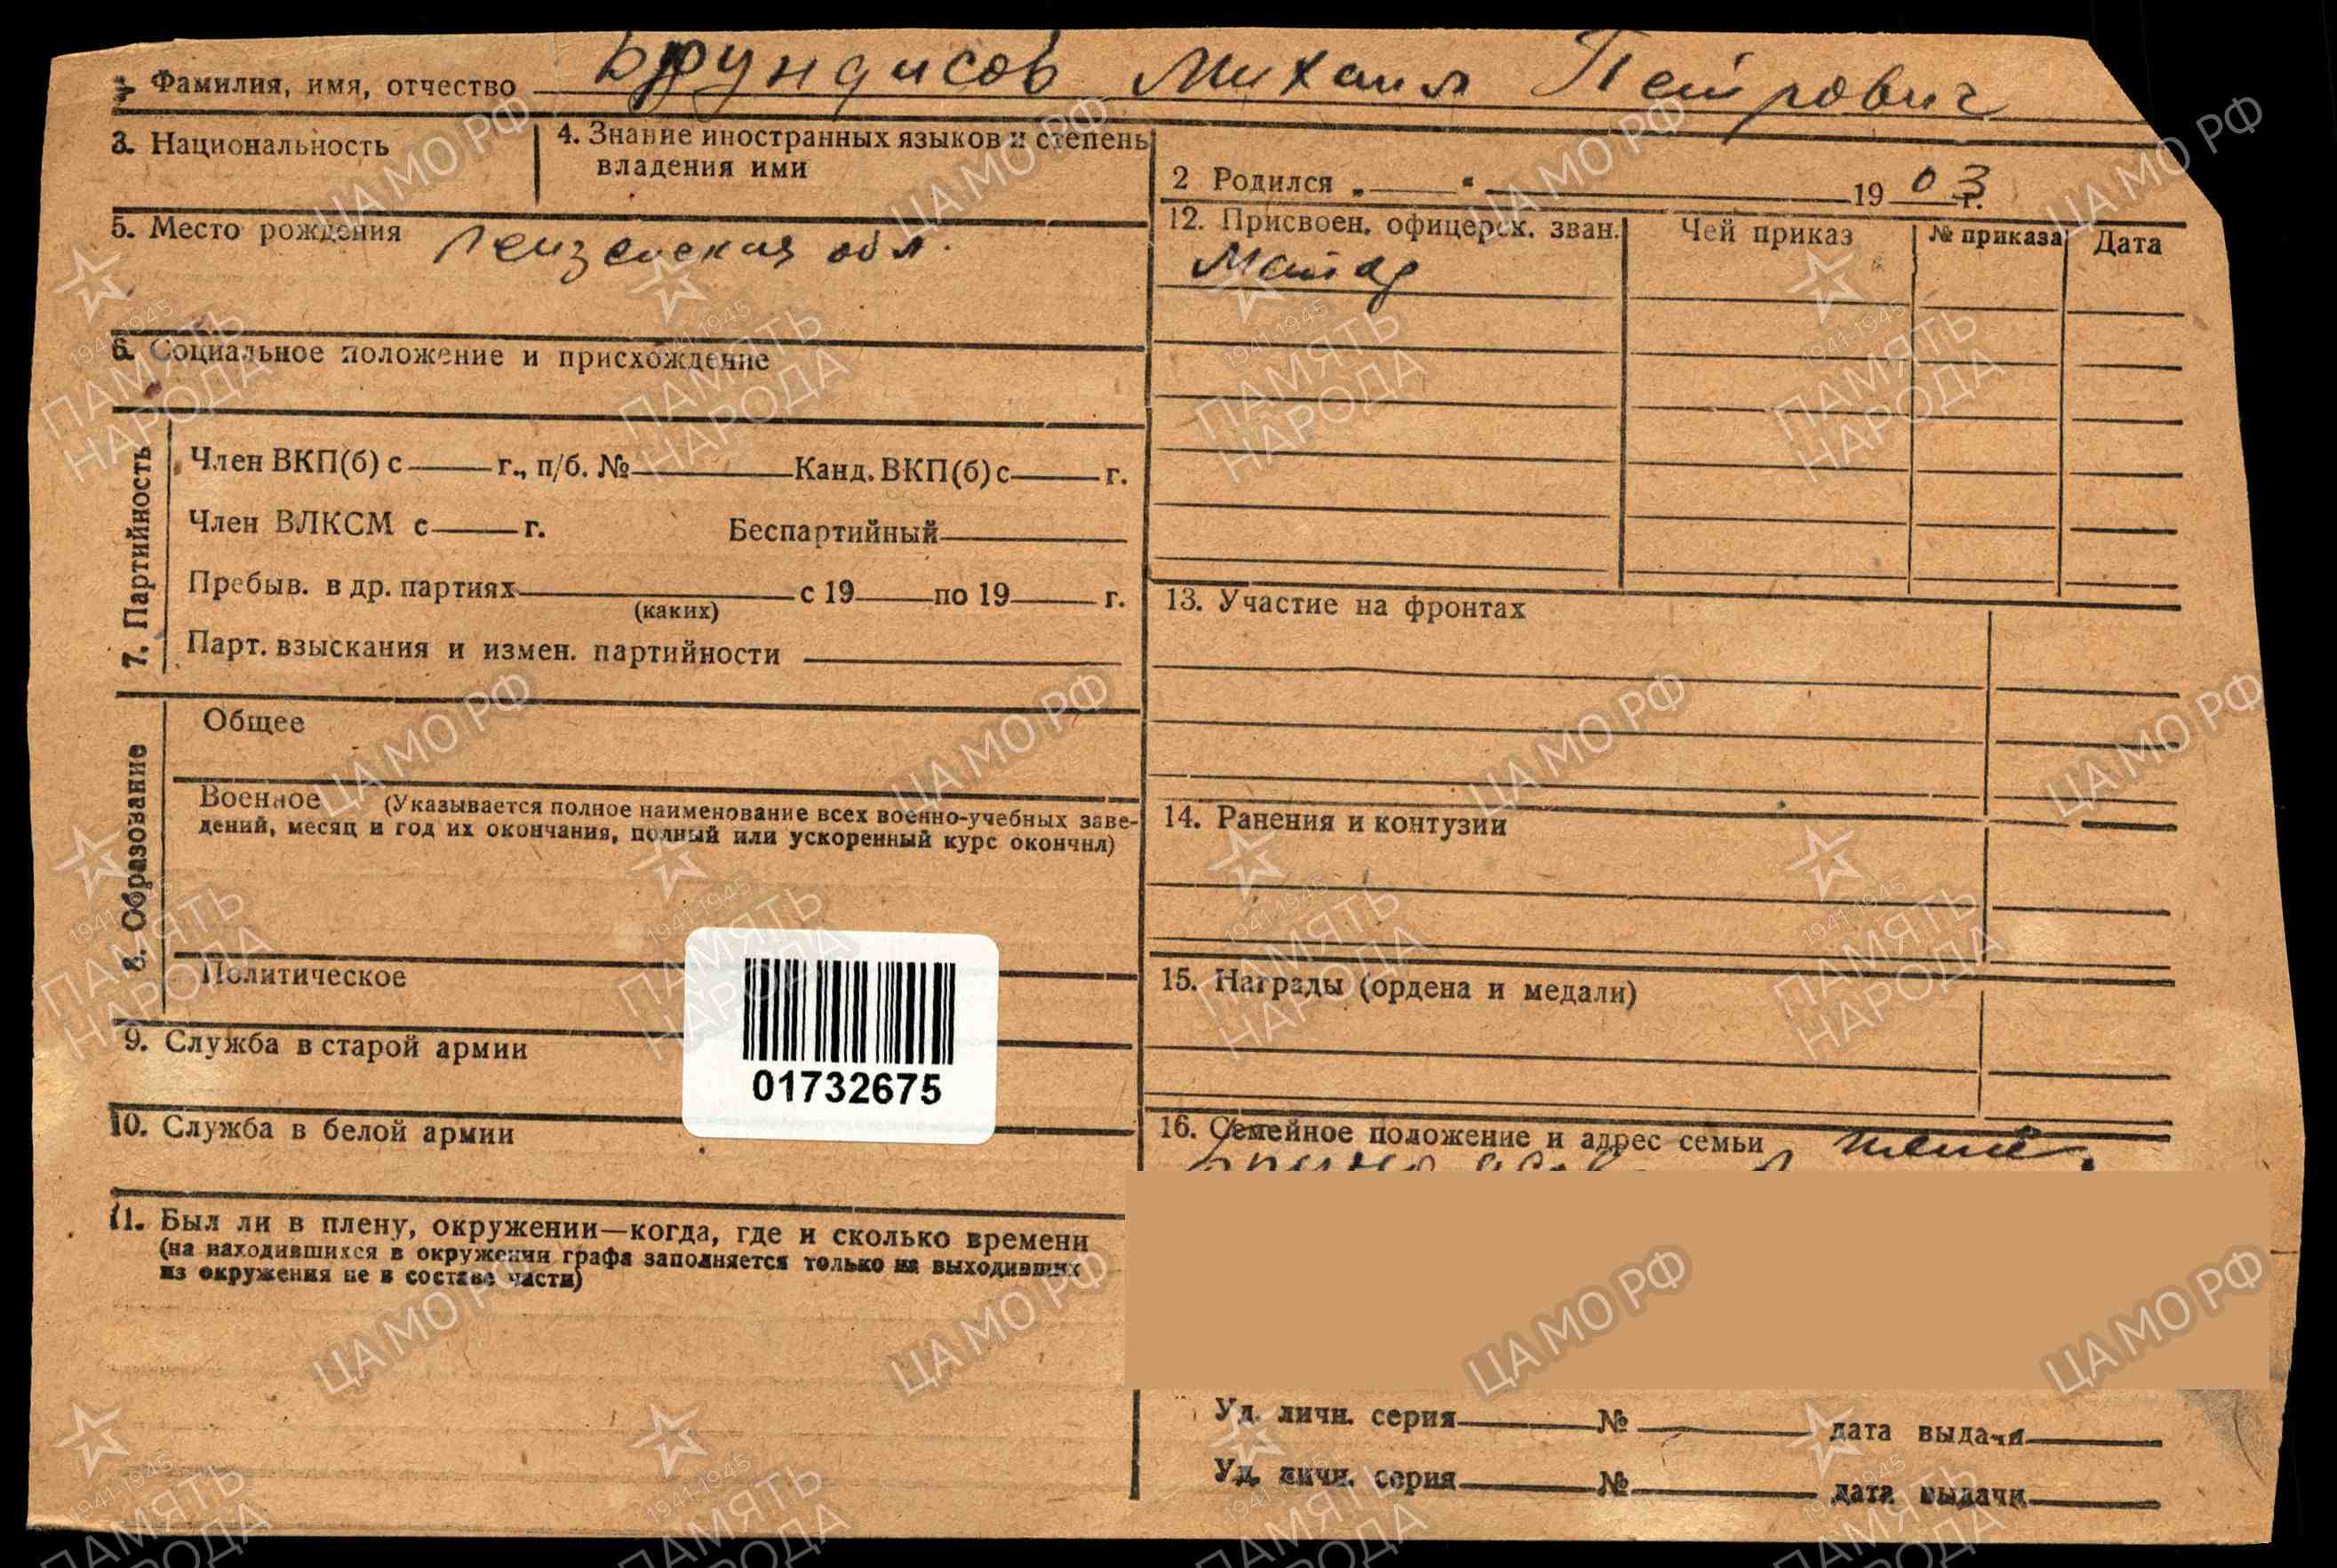 1. Фамилия, имя, отчество Брундасов Михаил Петрович
3. Национальность
4. Знание иностранных языков и степень
владения ими
2 Родился „ " 19 03 г.
5. Место рождения Пензенская обл.
6. Социальное положение и присхождение
7. Партийность
Член ВКП(б) с г., п/б. № Канд. ВКП(б) с г.
Член ВЛКСМ с г. Беспартийный
Пребыв. в др. партиях с 19 по 19 г.
(каких)
Парт. взыскания и измен. партийности
8. Образование
Общее
Военное (Указывается полное наименование всех военно-учебных заве-
дений, месяц и год их окончания, полный или ускоренный курс окончил)
Политическое
9. Служба в старой армии
10. Служба в белой армии
11. Был ли в плену, окружении—когда, где и сколько времени
(на находившихся в окружении графа заполняется только на выходивших
из окружения не в составе части)
01732675
12. Присвоен. офицерск. зван. Чей приказ № приказа Дата
13. Участие на фронтах
14. Ранения и контузии
15. Награды (ордена и медали)
16. Семейное положение и адрес семьи
Уд. личн. серия № дата выдачи
Уд. личн. серия № дата выдачи
ЦАМО РФ
1941-1945
ПАМЯТЬ
НАРОДА